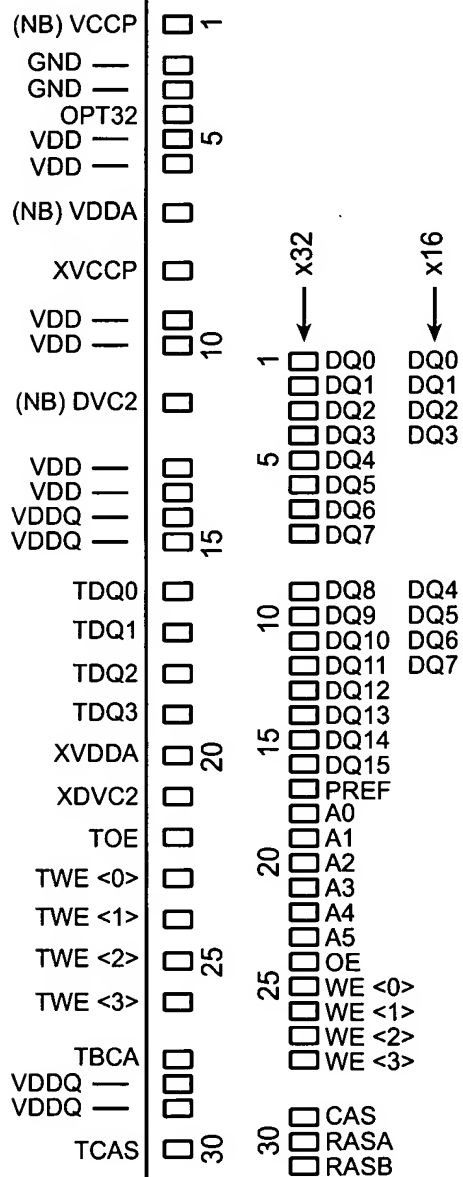 (NB) VCCP 1
GND
GND
OPT32
VDD 5
VDD
(NB) VDDA
XVCCP
VDD
VDD 10
(NB) DVC2
VDD
VDD
VDDQ
VDDQ 15
TDQ0
TDQ1
TDQ2
TDQ3
XVDDA 20
XDVC2
TOE
TWE <0>
TWE <1>
TWE <2> 25
TWE <3>
TBCA
VDDQ
VDDQ
TCAS 30
x32 x16
1 DQ0 DQ0
DQ1 DQ1
DQ2 DQ2
DQ3 DQ3
5 DQ4
DQ5
DQ6
DQ7
DQ8 DQ4
10 DQ9 DQ5
DQ10 DQ6
DQ11 DQ7
DQ12
DQ13
15 DQ14
DQ15
PREF
A0
A1
20 A2
A3
A4
A5
OE
25 WE <0>
WE <1>
WE <2>
WE <3>
CAS
30 RASA
RASB